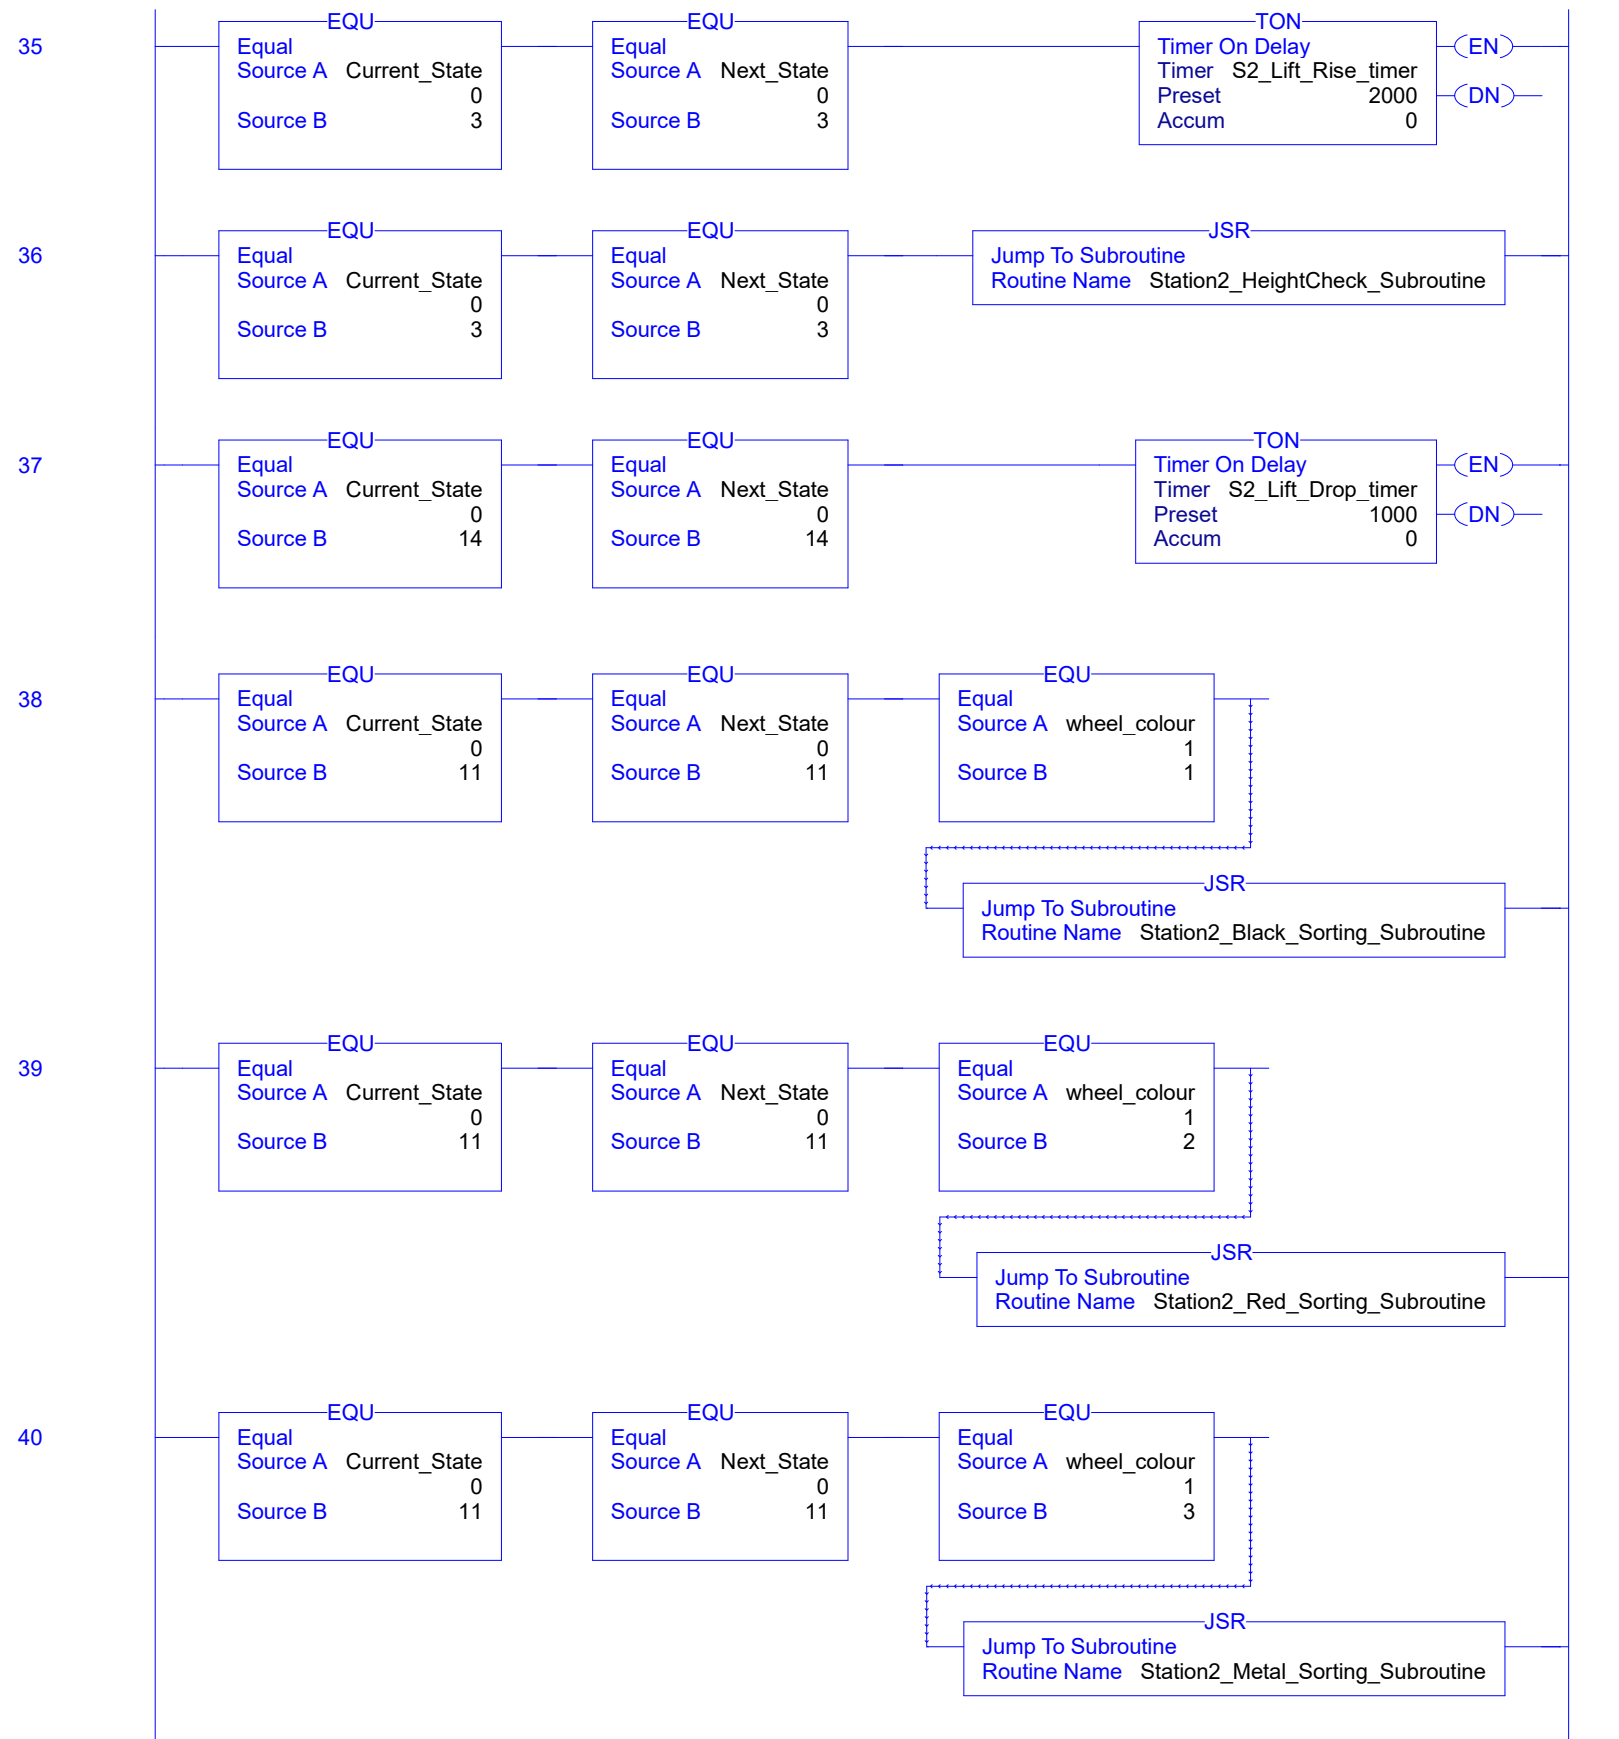 35
EQU
Equal
Source A Current_State
0
Source B 3
EQU
Equal
Source A Next_State
0
Source B 3
TON
Timer On Delay
Timer S2_Lift_Rise_timer
Preset 2000
Accum 0
EN
DN
36
EQU
Equal
Source A Current_State
0
Source B 3
EQU
Equal
Source A Next_State
0
Source B 3
JSR
Jump To Subroutine
Routine Name Station2_HeightCheck_Subroutine
37
EQU
Equal
Source A Current_State
0
Source B 14
EQU
Equal
Source A Next_State
0
Source B 14
TON
Timer On Delay
Timer S2_Lift_Drop_timer
Preset 1000
Accum 0
EN
DN
38
EQU
Equal
Source A Current_State
0
Source B 11
EQU
Equal
Source A Next_State
0
Source B 11
EQU
Equal
Source A wheel_colour
1
Source B 1
JSR
Jump To Subroutine
Routine Name Station2_Black_Sorting_Subroutine
39
EQU
Equal
Source A Current_State
0
Source B 11
EQU
Equal
Source A Next_State
0
Source B 11
EQU
Equal
Source A wheel_colour
1
Source B 2
JSR
Jump To Subroutine
Routine Name Station2_Red_Sorting_Subroutine
40
EQU
Equal
Source A Current_State
0
Source B 11
EQU
Equal
Source A Next_State
0
Source B 11
EQU
Equal
Source A wheel_colour
1
Source B 3
JSR
Jump To Subroutine
Routine Name Station2_Metal_Sorting_Subroutine